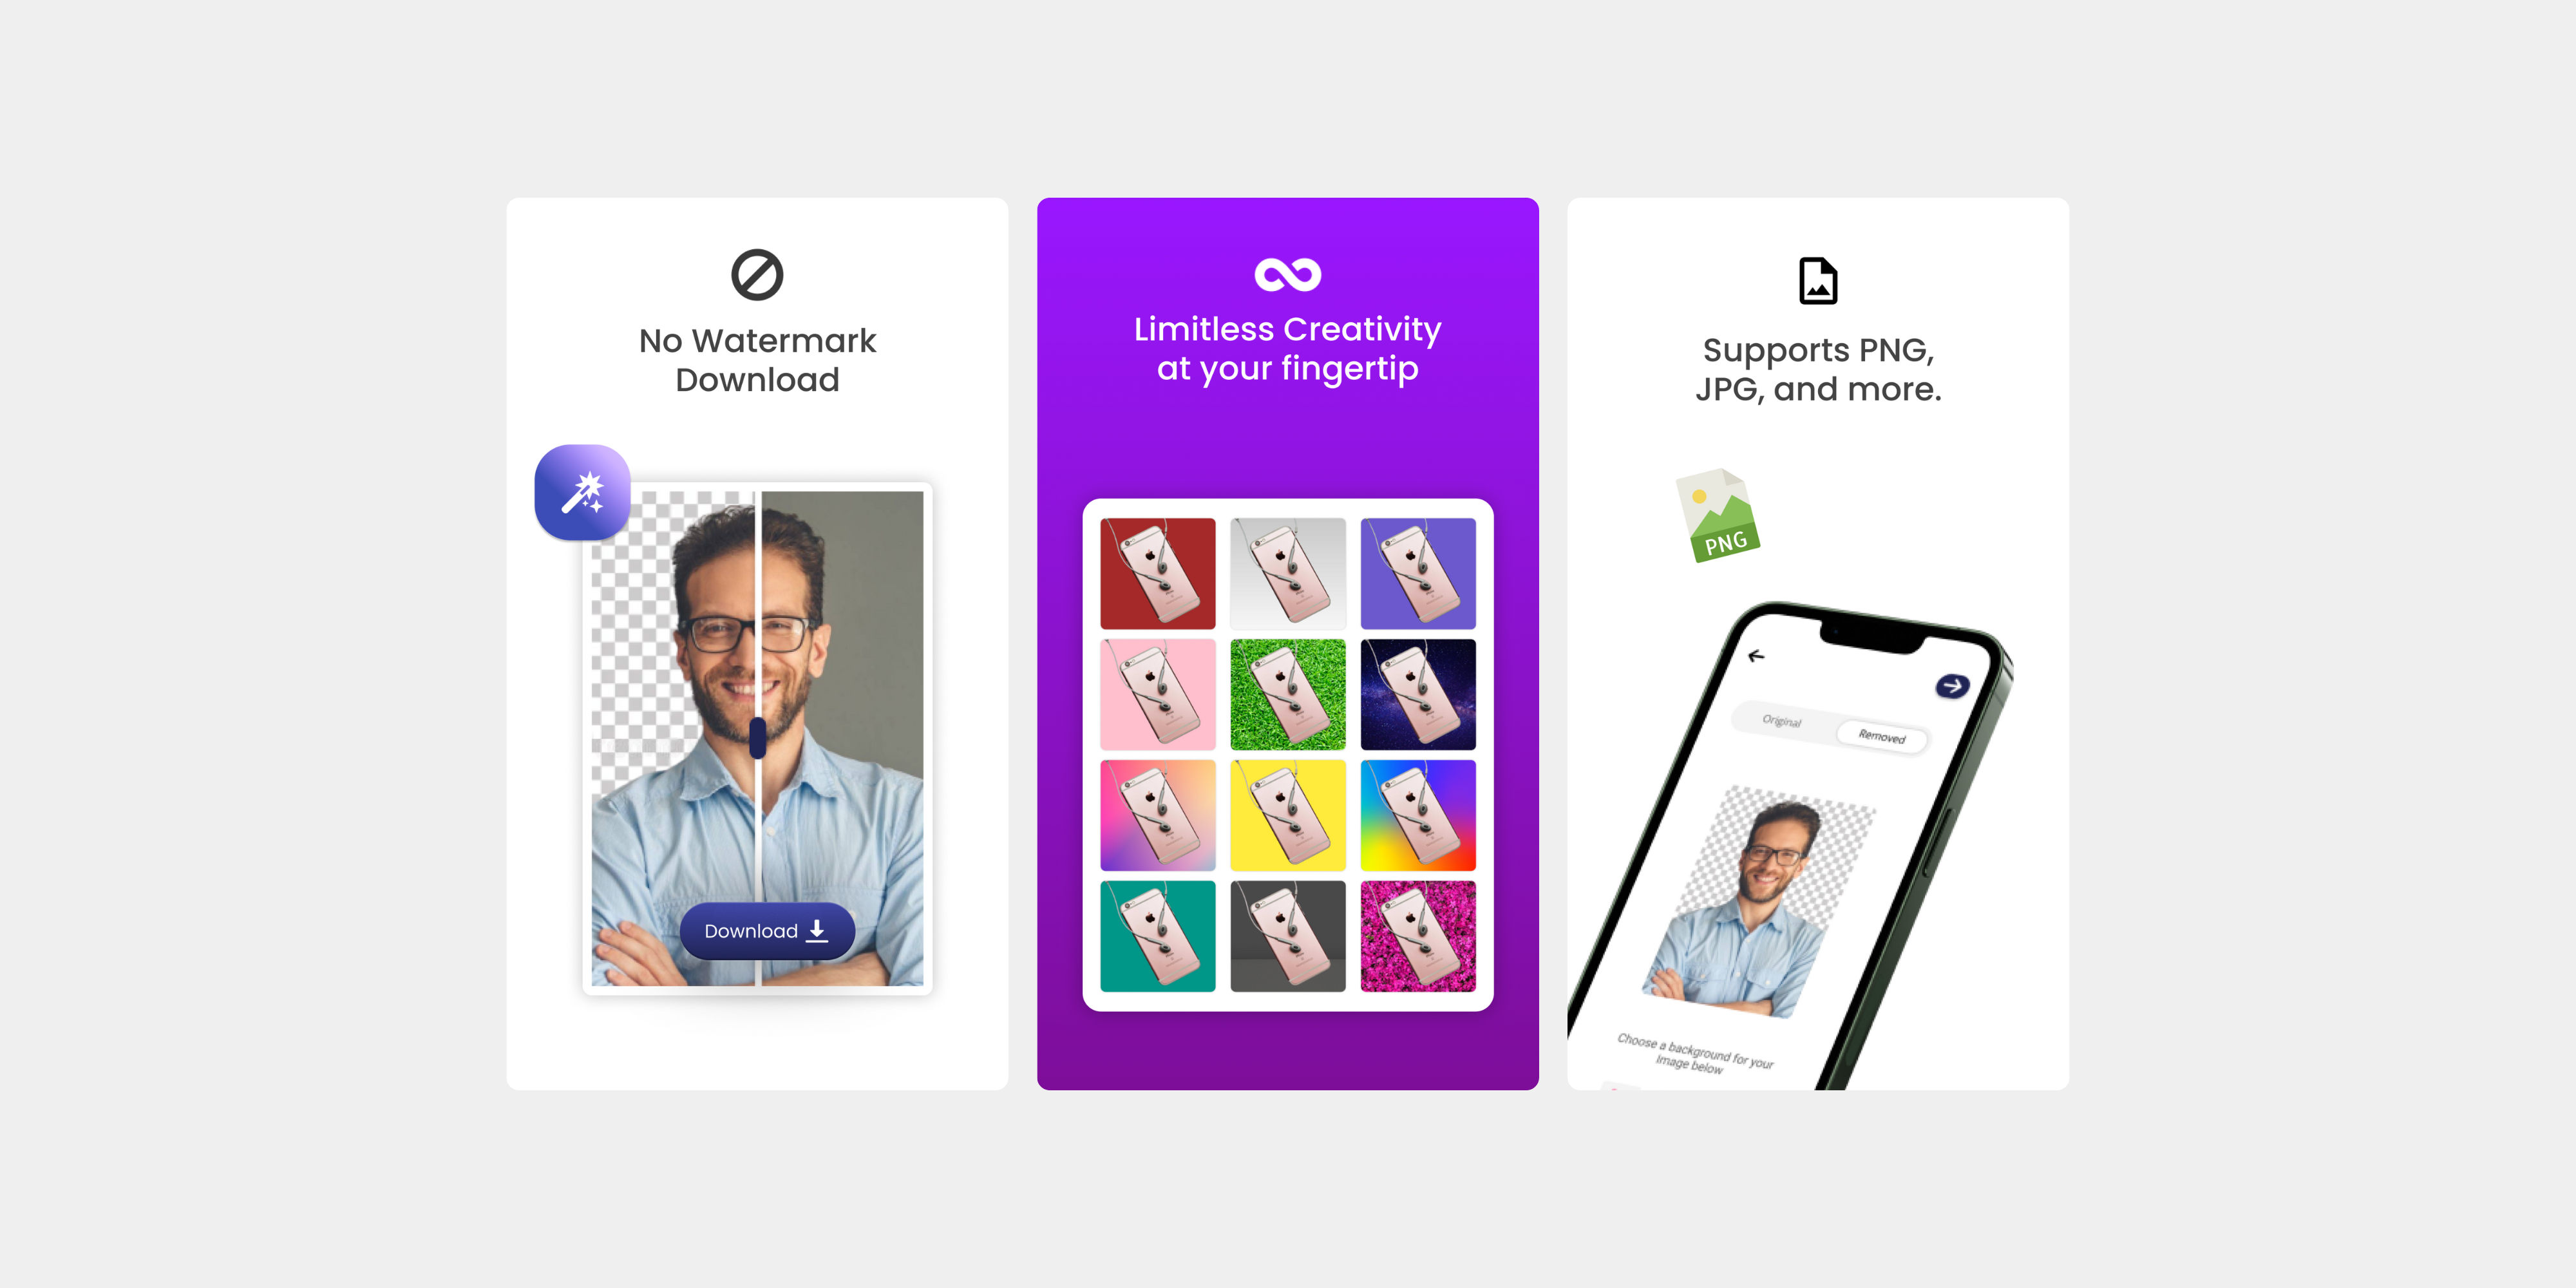 No Watermark
Download
Download
Limitless Creativity
at your fingertip
Supports PNG,
JPG, and more.
PNG
Original
Removed
Choose a background for your
Image below